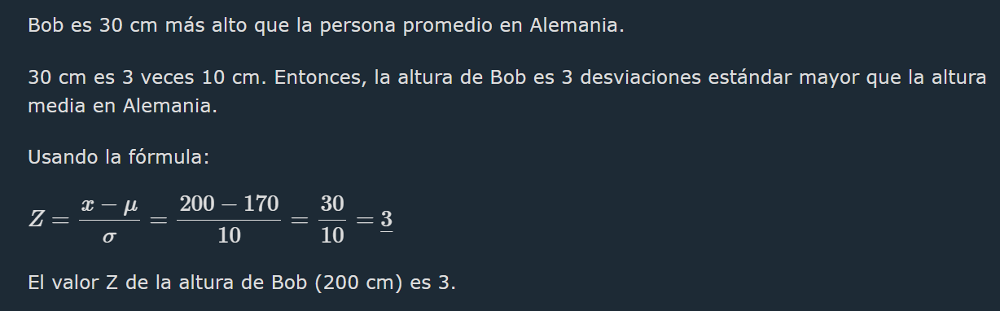 Bob es 30 cm más alto que la persona promedio en Alemania.
30 cm es 3 veces 10 cm. Entonces, la altura de Bob es 3 desviaciones estándar mayor que la altura
media en Alemania.
Usando la fórmula:
Z = \frac{x - μ}{σ} = \frac{200 - 170}{10} = \frac{30}{10} = \underline{3}
El valor Z de la altura de Bob (200 cm) es 3.